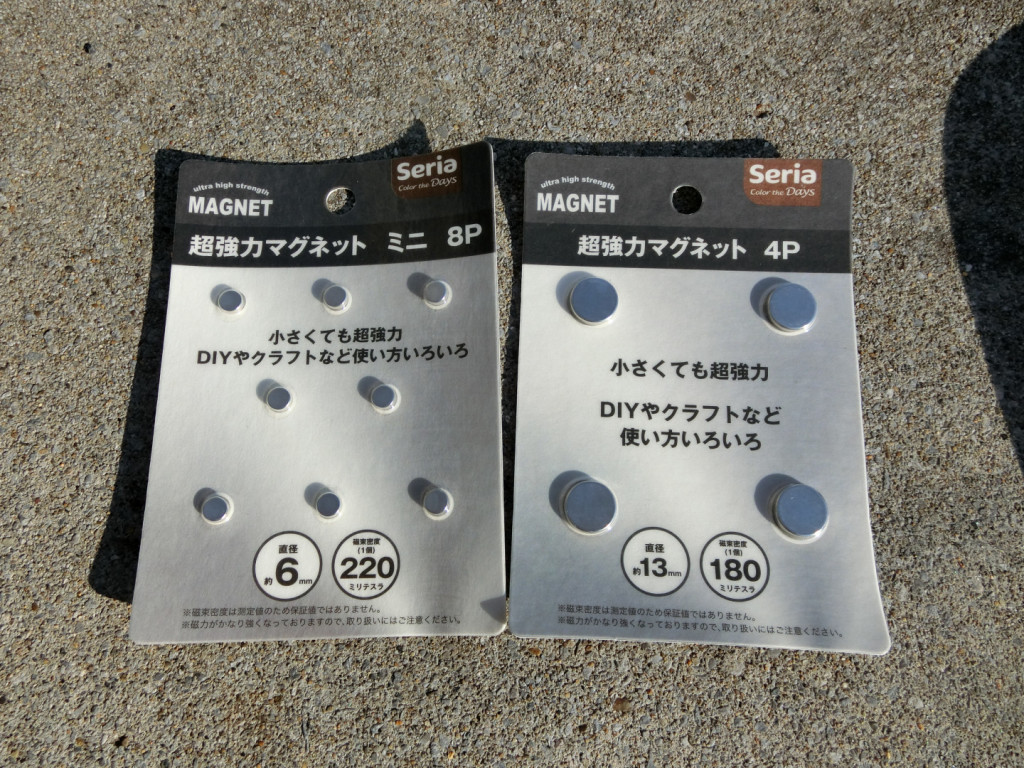 ultra high strength
MAGNET
Seria
Color the Days
超強力マグネット ミニ 8P
小さくても超強力
DIYやクラフトなど使い方いろいろ
直径
約6mm
磁束密度
(1個)
220
ミリテスラ
※磁束密度は測定値のため保証値ではありません。
※磁力がかなり強くなっておりますので、取り扱いにはご注意ください。
ultra high strength
MAGNET
Seria
Color the Days
超強力マグネット 4P
小さくても超強力
DIYやクラフトなど
使い方いろいろ
直径
約13mm
磁束密度
(1個)
180
ミリテスラ
※磁束密度は測定値のため保証値ではありません。
※磁力がかなり強くなっておりますので、取り扱いにはご注意ください。